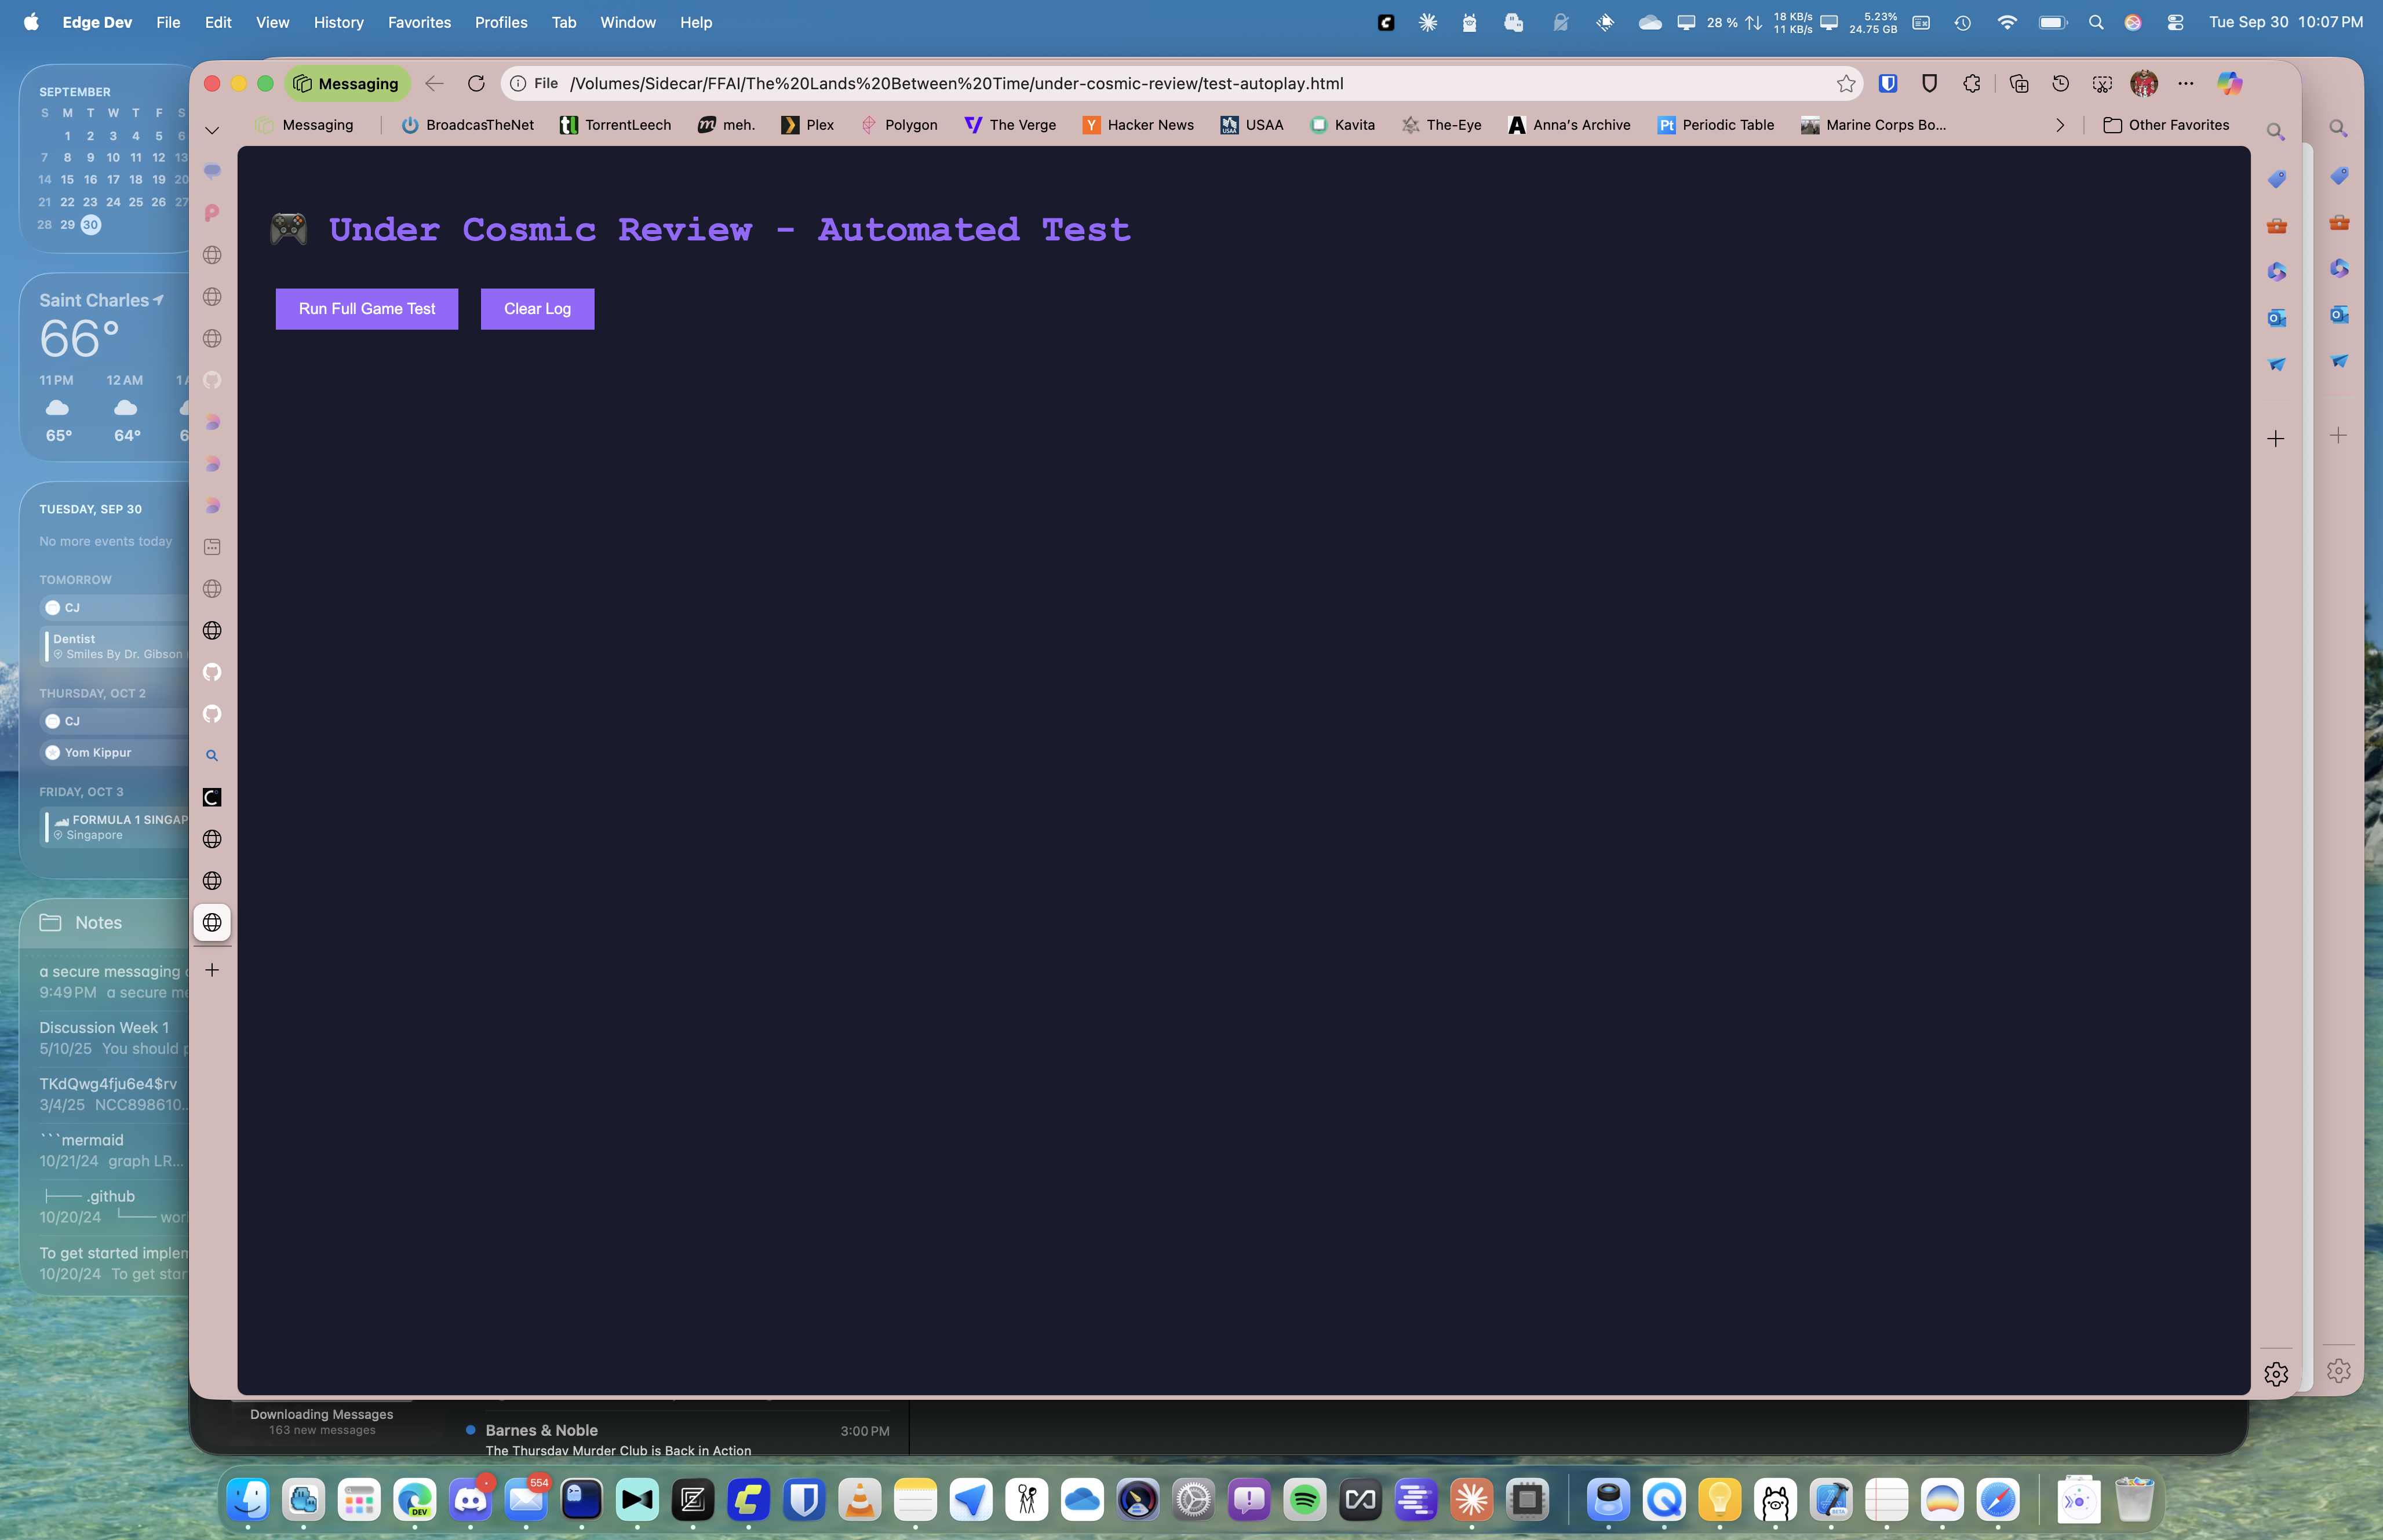 Edge Dev File Edit View History Favorites Profiles Tab Window Help
28 % 18 KB/s 11 KB/s 5.23% 24.75 GB Tue Sep 30 10:07 PM
Messaging
File /Volumes/Sidecar/FFAI/The%20Lands%20Between%20Time/under-cosmic-review/test-autoplay.html
Messaging BroadcasTheNet TorrentLeech meh. Plex Polygon The Verge Hacker News USAA Kavita The-Eye Anna's Archive Periodic Table Marine Corps Bo... Other Favorites
SEPTEMBER
S M T W T F S
1 2 3 4 5 6
7 8 9 10 11 12 13
14 15 16 17 18 19 20
21 22 23 24 25 26 27
28 29 30
Saint Charles
66°
11 PM 12 AM
65° 64°
TUESDAY, SEP 30
No more events today
TOMORROW
CJ
Dentist
Smiles By Dr. Gibson
THURSDAY, OCT 2
CJ
Yom Kippur
FRIDAY, OCT 3
FORMULA 1 SINGAP
Singapore
Notes
a secure messaging
9:49 PM a secure me
Discussion Week 1
5/10/25 You should p
TKdQwg4fju6e4$rv
3/4/25 NCC898610...
```mermaid
10/21/24 graph LR...
├── .github
10/20/24 └── wor
To get started implem
10/20/24 To get star
Under Cosmic Review - Automated Test
Run Full Game Test Clear Log
Downloading Messages
163 new messages
Barnes & Noble 3:00 PM
The Thursday Murder Club is Back in Action
DEV
554
BETA